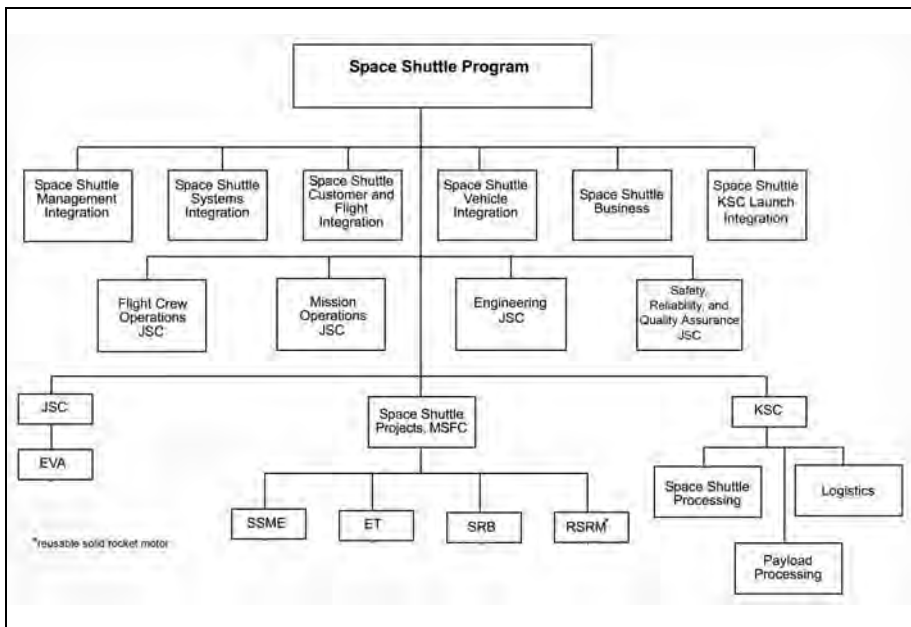 Space Shuttle Program
Space Shuttle
Management
Integration
Space Shuttle
Systems
Integration
Space Shuttle
Customer and
Flight
Integration
Space Shuttle
Vehicle
Integration
Space Shuttle
Business
Space Shuttle
KSC Launch
Integration
Flight Crew
Operations
JSC
Mission
Operations
JSC
Engineering
JSC
Safety,
Reliability, and
Quality Assurance
JSC
JSC
EVA
Space Shuttle
Projects, MSFC
KSC
SSME
ET
SRB
RSRM*
Space Shuttle
Processing
Logistics
Payload
Processing
*reusable solid rocket motor